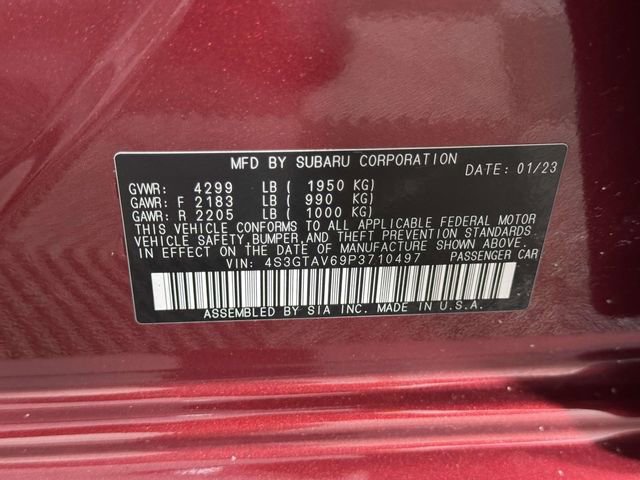 MFD BY SUBARU CORPORATION DATE: 01/23
GVWR: 4299 LB ( 1950 KG)
GAWR: F 2183 LB ( 990 KG)
GAWR: R 2205 LB ( 1000 KG)
THIS VEHICLE CONFORMS TO ALL APPLICABLE FEDERAL MOTOR
VEHICLE SAFETY, BUMPER, AND THEFT PREVENTION STANDARDS
IN EFFECT ON THE DATE OF MANUFACTURE SHOWN ABOVE.
VIN: 4S3GTAV69P3710497 PASSENGER CAR
ASSEMBLED BY SIA INC. MADE IN U.S.A.